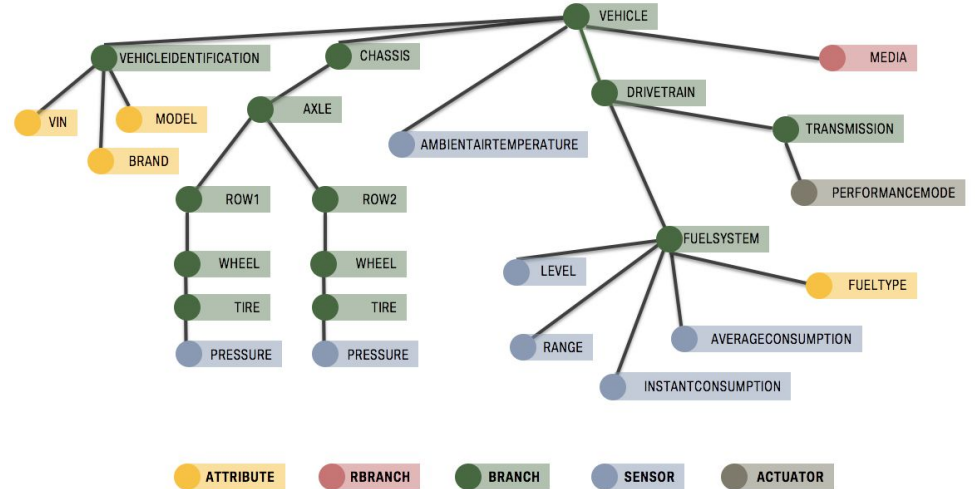 VEHICLE
VEHICLEIDENTIFICATION
CHASSIS
MEDIA
DRIVETRAIN
AXLE
VIN
MODEL
TRANSMISSION
AMBIENTAIRTEMPERATURE
BRAND
PERFORMANCEMODE
ROW1
ROW2
FUELSYSTEM
WHEEL
WHEEL
LEVEL
FUELTYPE
TIRE
TIRE
AVERAGECONSUMPTION
RANGE
PRESSURE
PRESSURE
INSTANTCONSUMPTION
ATTRIBUTE
RBRANCH
BRANCH
SENSOR
ACTUATOR